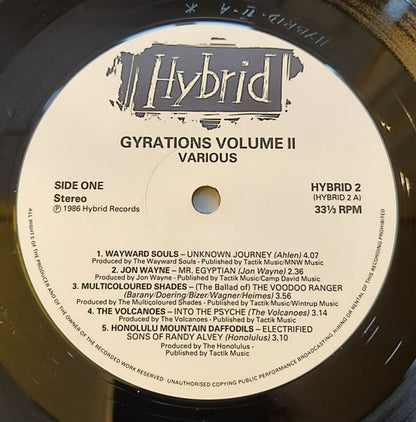 HYBRID-II-A *
Hybrid
GYRATIONS VOLUME II
VARIOUS
SIDE ONE
Stereo
℗ 1986 Hybrid Records
HYBRID 2
(HYBRID 2 A)
33⅓ RPM
1. WAYWARD SOULS – UNKNOWN JOURNEY (Ahlen) 4.07
Produced by The Wayward Souls - Published by Tactik Music/MNW Music
2. JON WAYNE – MR. EGYPTIAN (Jon Wayne) 2.36
Produced by Jon Wayne - Published by Tactik Music/Camp David Music
3. MULTICOLOURED SHADES – (The Ballad of) THE VOODOO RANGER
(Barany/Doering/Bizer/Wagner/Heimes) 3.56
Produced by The Multicoloured Shades - Published by Tactik Music/Wintrup Music
4. THE VOLCANOES – INTO THE PSYCHE (The Volcanoes) 3.14
Produced by The Volcanoes - Published by Tactik Music
5. HONOLULU MOUNTAIN DAFFODILS – ELECTRIFIED
SONS OF RANDY ALVEY (Honolulus) 3.10
Produced by The Honolulus -
Published by Tactik Music
ALL RIGHTS OF THE PRODUCER AND OF THE OWNER OF THE RECORDED WORK RESERVED. UNAUTHORISED COPYING PUBLIC PERFORMANCE BROADCASTING, HIRING OR RENTAL OF THIS RECORDING PROHIBITED